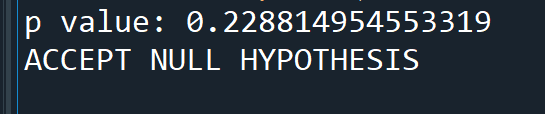 p value: 0.228814954553319
ACCEPT NULL HYPOTHESIS